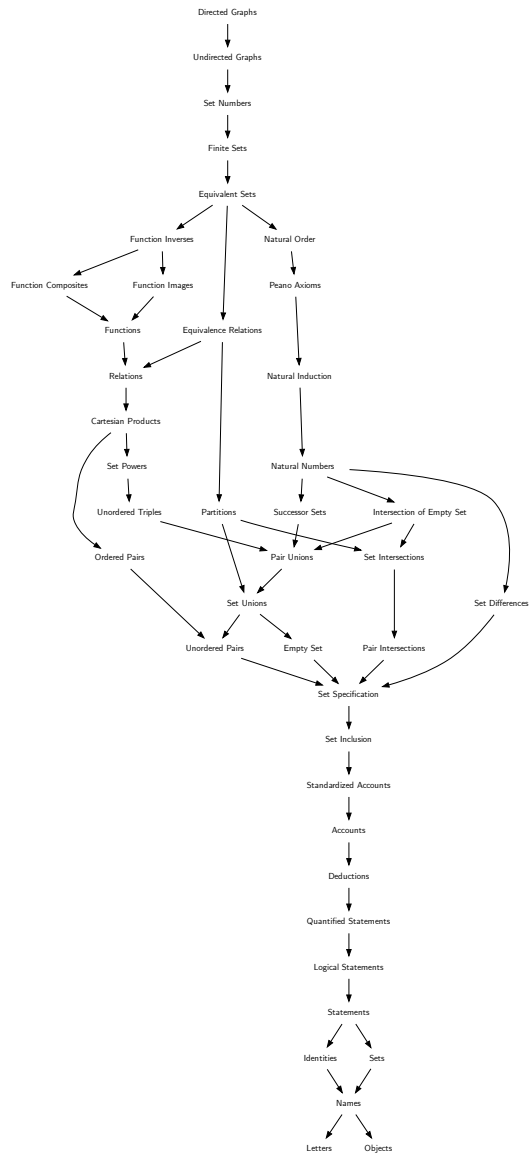 Directed Graphs
Undirected Graphs
Set Numbers
Finite Sets
Equivalent Sets
Function Inverses
Natural Order
Function Composites
Function Images
Peano Axioms
Functions
Equivalence Relations
Relations
Natural Induction
Cartesian Products
Set Powers
Natural Numbers
Unordered Triples
Partitions
Successor Sets
Intersection of Empty Set
Ordered Pairs
Pair Unions
Set Intersections
Set Unions
Set Differences
Unordered Pairs
Empty Set
Pair Intersections
Set Specification
Set Inclusion
Standardized Accounts
Accounts
Deductions
Quantified Statements
Logical Statements
Statements
Identities
Sets
Names
Letters
Objects